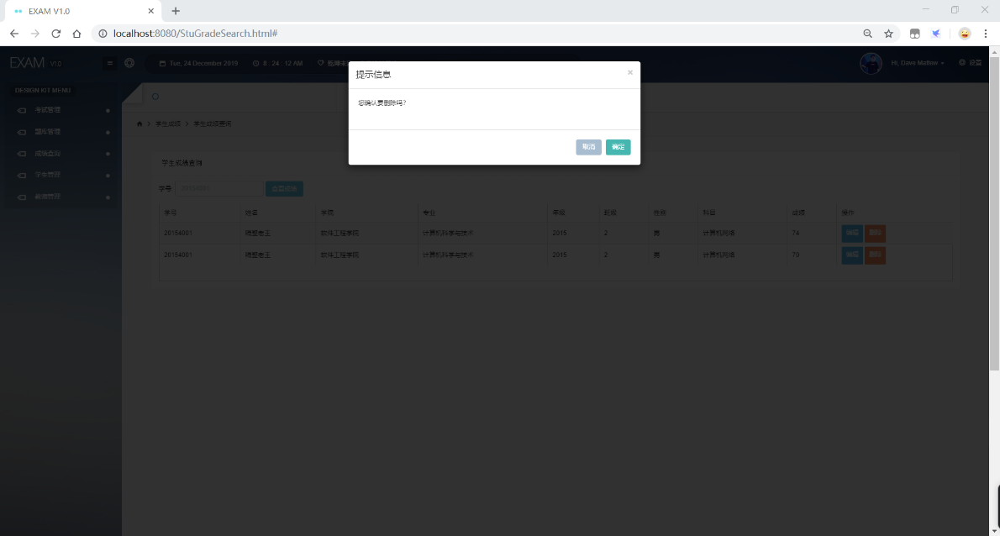 EXAM V1.0
localhost:8080/StuGradeSearch.html#
EXAM V1.0
Tue, 24 December 2019
8 : 24 : 12 AM
Hi, Dave Mattew
设置
提示信息
×
您确认要删除吗?
取消
确定
DESIGN KIT MENU
考试管理
题库管理
成绩查询
学生管理
教师管理
学生成绩 > 学生成绩查询
学生成绩查询
学号 20154001
学号 姓名 学院 专业 年级 班级 性别 科目 成绩 操作
20154001 隔壁老王 软件工程学院 计算机科学与技术 2015 2 男 计算机网络 74 编辑 删除
20154001 隔壁老王 软件工程学院 计算机科学与技术 2015 2 男 计算机网络 79 编辑 删除